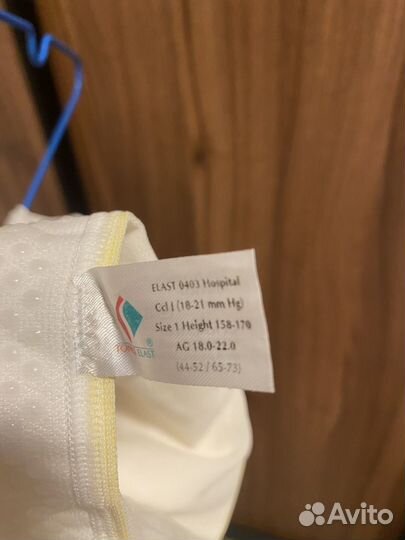 ELAST 0403 Hospital
Ccl I (18-21 mm Hg)
Size 1 Height 158-170
AG 18.0-22.0
(44-52 / 65-73)
ELAST
®
Avito